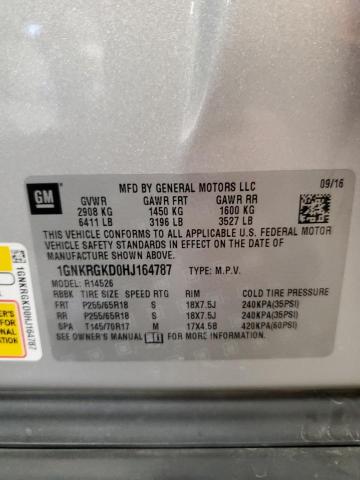 GM
MFD BY GENERAL MOTORS LLC 09/16
GVWR GAWR FRT GAWR RR
2908 KG 1450 KG 1600 KG
6411 LB 3196 LB 3527 LB
THIS VEHICLE CONFORMS TO ALL APPLICABLE U.S. FEDERAL
MOTOR VEHICLE SAFETY, BUMPER, AND THEFT
PREVENTION STANDARDS IN EFFECT ON THE DATE OF
MANUFACTURE SHOWN ABOVE.
1GNKRGKD0HJ164787 TYPE: M.P.V.
MODEL: R14526
RBBK TIRE SIZE SPEED RTG RIM COLD TIRE PRESSURE
FRT P255/65R18 S 18X7.5J 240KPA(35PSI)
RR P255/65R18 S 18X7.5J 240KPA(35PSI)
SPA T145/70R17 M 17X4.5B 420KPA(60PSI)
SEE OWNER'S MANUAL FOR MORE INFORMATION.
1GNKRGKD0HJ164787